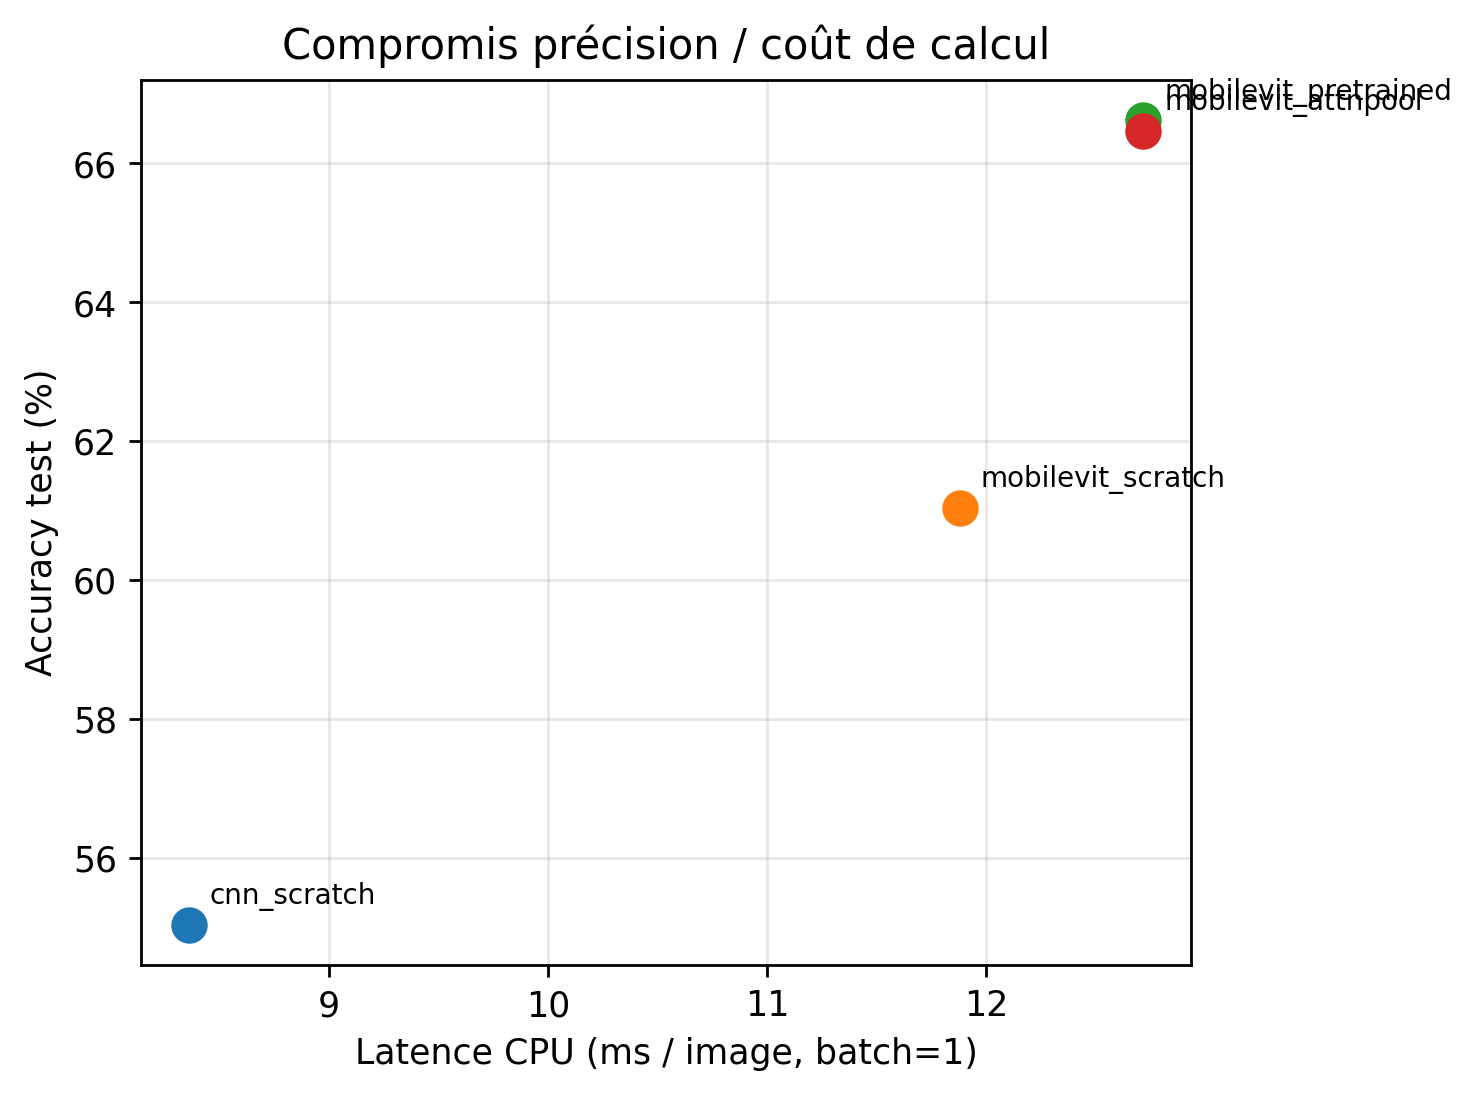 Compromis précision / coût de calcul
mobilevit_pretrained
mobilevit_attnpool
66
64
Accuracy test (%)
62
mobilevit_scratch
60
58
56
cnn_scratch
9
10
11
12
Latence CPU (ms / image, batch=1)